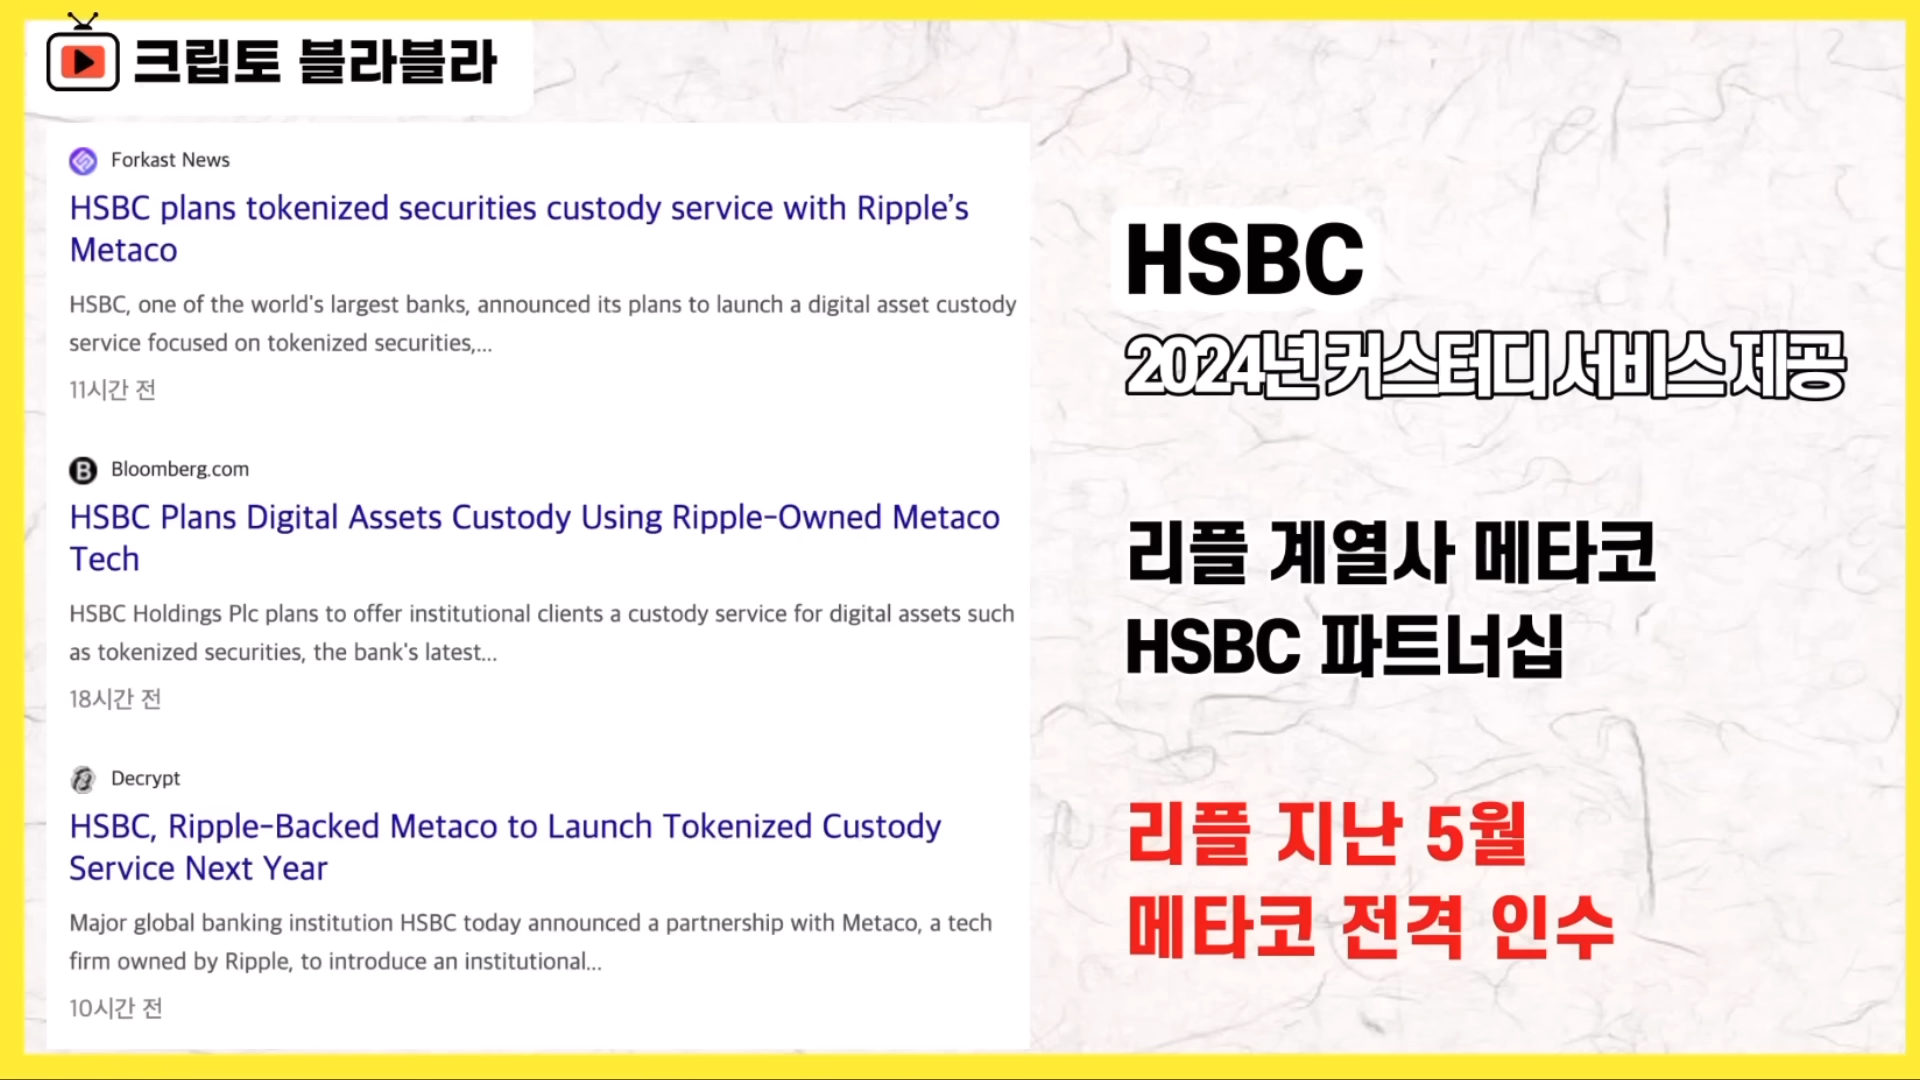 크립토 블라블라
Forkast News
HSBC plans tokenized securities custody service with Ripple’s
Metaco
HSBC, one of the world's largest banks, announced its plans to launch a digital asset custody
service focused on tokenized securities,...
11시간 전
Bloomberg.com
HSBC Plans Digital Assets Custody Using Ripple-Owned Metaco
Tech
HSBC Holdings Plc plans to offer institutional clients a custody service for digital assets such
as tokenized securities, the bank's latest...
18시간 전
Decrypt
HSBC, Ripple-Backed Metaco to Launch Tokenized Custody
Service Next Year
Major global banking institution HSBC today announced a partnership with Metaco, a tech
firm owned by Ripple, to introduce an institutional...
10시간 전
HSBC
2024년 커스터디 서비스 제공
리플 계열사 메타코
HSBC 파트너십
리플 지난 5월
메타코 전격 인수